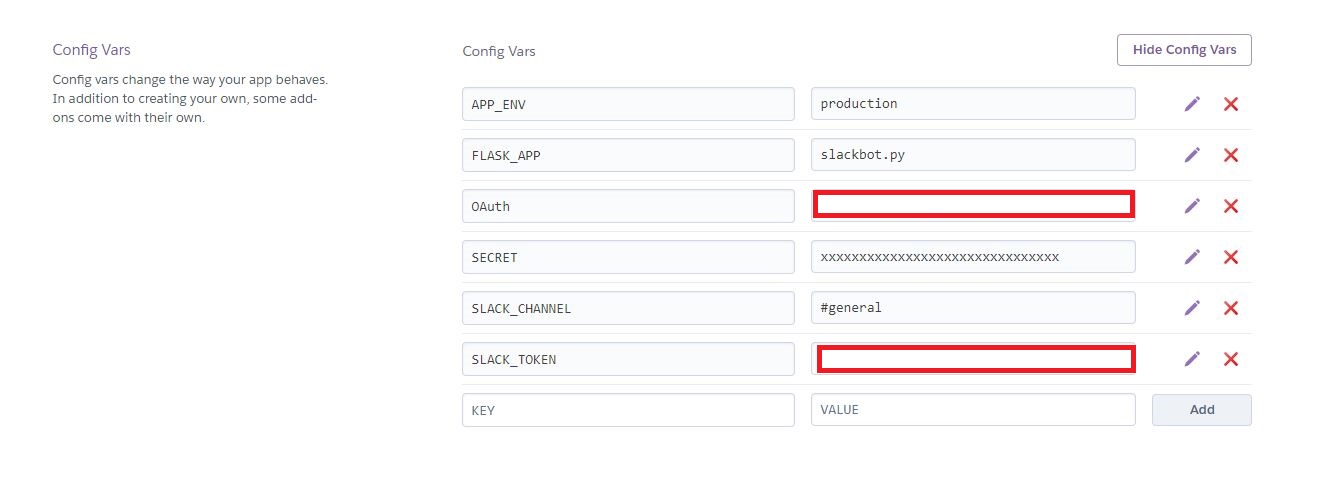 Config Vars
Config vars change the way your app behaves.
In addition to creating your own, some add-
ons come with their own.
Config Vars
Hide Config Vars
APP_ENV production
FLASK_APP slackbot.py
OAuth
SECRET xxxxxxxxxxxxxxxxxxxxxxxxxxxxxxx
SLACK_CHANNEL #general
SLACK_TOKEN
KEY VALUE Add